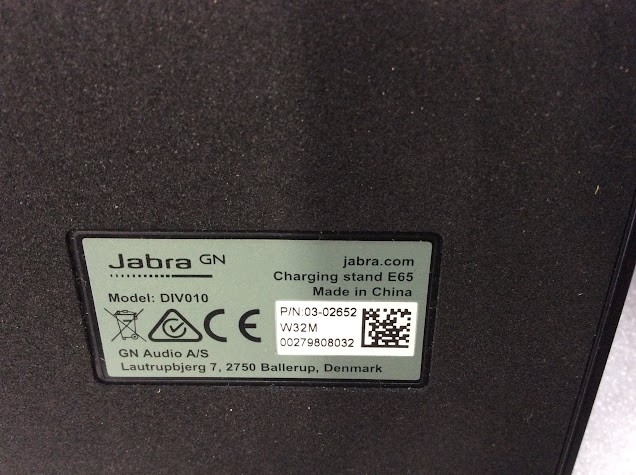 Jabra GN
jabra.com
Charging stand E65
Made in China
Model: DIV010
P/N:03-02652
W32M
00279808032
CE
GN Audio A/S
Lautrupbjerg 7, 2750 Ballerup, Denmark